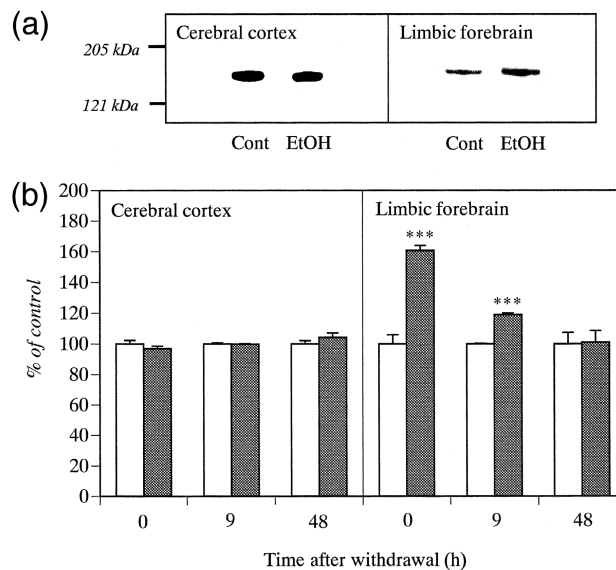 (a)
205 kDa
121 kDa
Cerebral cortex
Limbic forebrain
Cont EtOH Cont EtOH
(b)
% of control
200
180
160
140
120
100
80
60
40
20
0
Cerebral cortex
Limbic forebrain
***
***
0 9 48 0 9 48
Time after withdrawal (h)